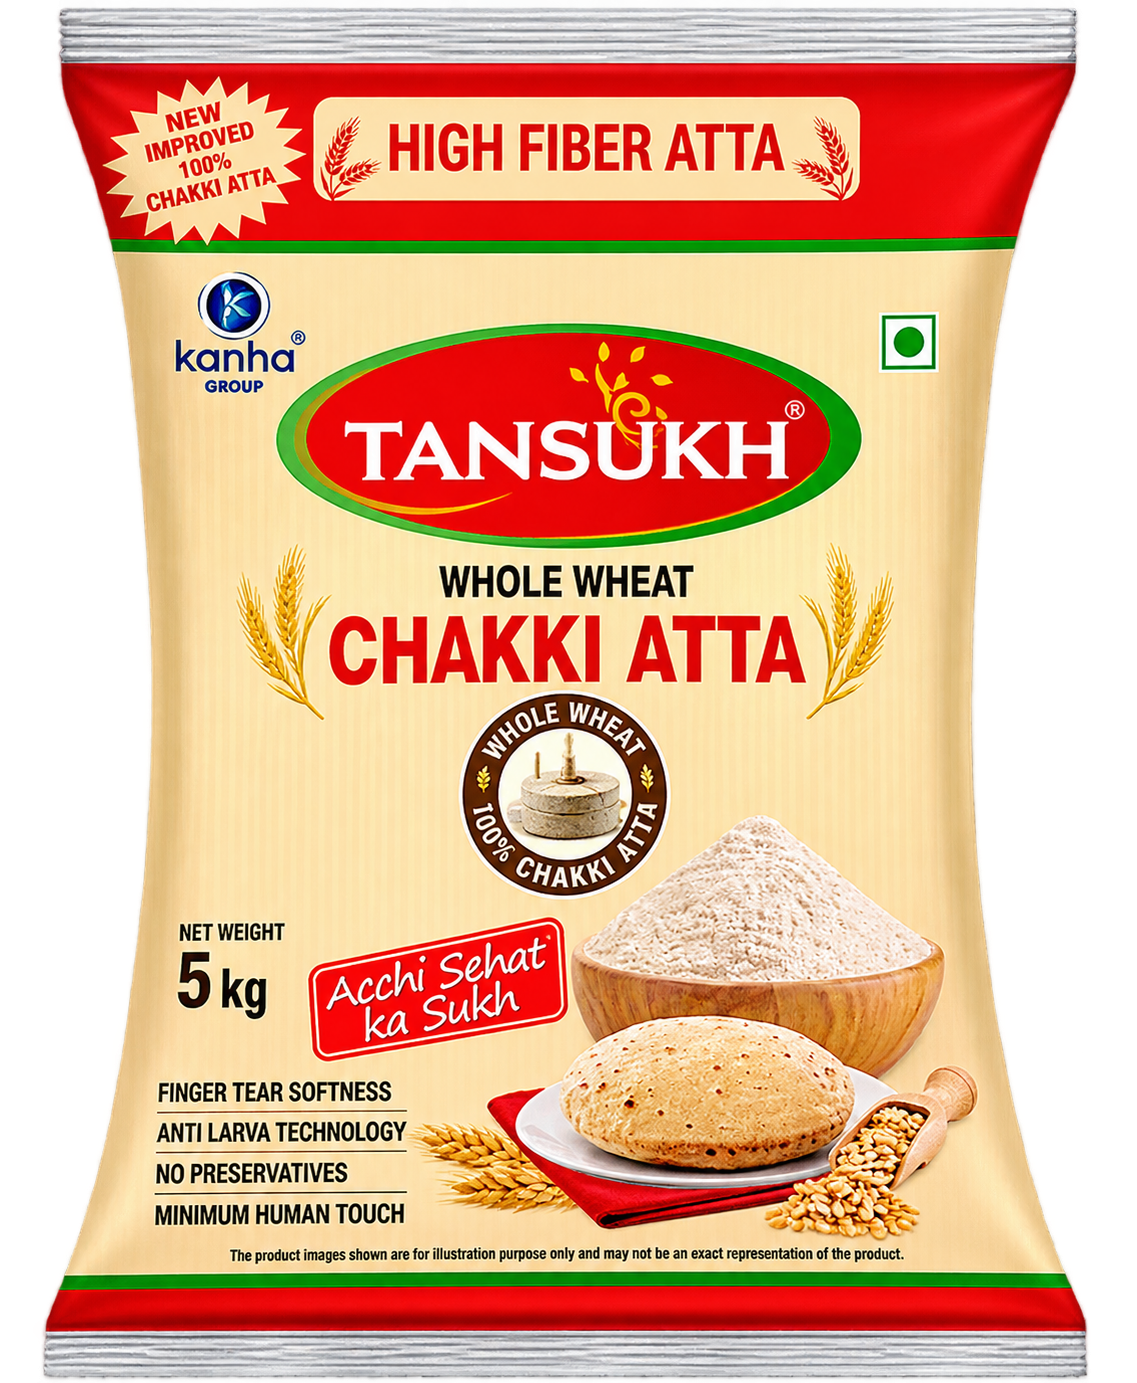 NEW
IMPROVED
100%
CHAKKI ATTA
HIGH FIBER ATTA
kanha®
GROUP
TANSUKH®
WHOLE WHEAT
CHAKKI ATTA
WHOLE WHEAT
100% CHAKKI ATTA
NET WEIGHT
5 kg
Acchi Sehat
ka Sukh
FINGER TEAR SOFTNESS
ANTI LARVA TECHNOLOGY
NO PRESERVATIVES
MINIMUM HUMAN TOUCH
The product images shown are for illustration purpose only and may not be an exact representation of the product.